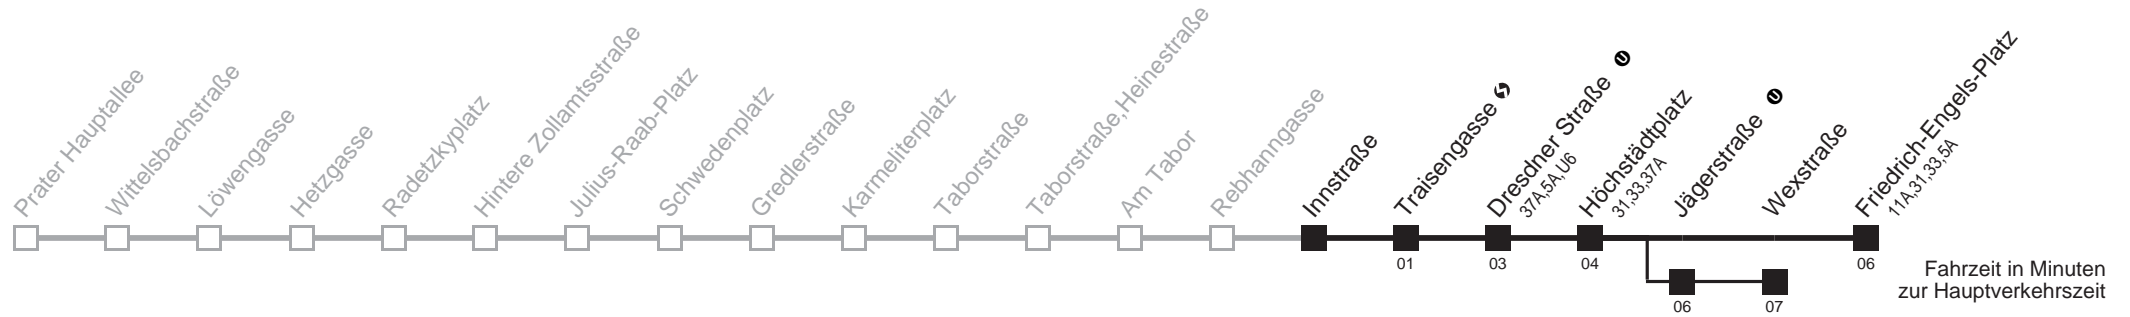 Prater Hauptallee
Wittelsbachstraße
Löwengasse
Hetzgasse
Radetzkyplatz
Hintere Zollamtsstraße
Julius-Raab-Platz
Schwedenplatz
Gredlerstraße
Karmeliterplatz
Taborstraße
Taborstraße,Heinestraße
Am Tabor
Rebhanngasse
Innstraße
Traisengasse
Dresdner Straße U
37A,5A,U6
Höchstädtplatz
31,33,37A
Jägerstraße U
Wexstraße
Friedrich-Engels-Platz
11A,31,33,5A
01
03
04
06
06
07
Fahrzeit in Minuten
zur Hauptverkehrszeit